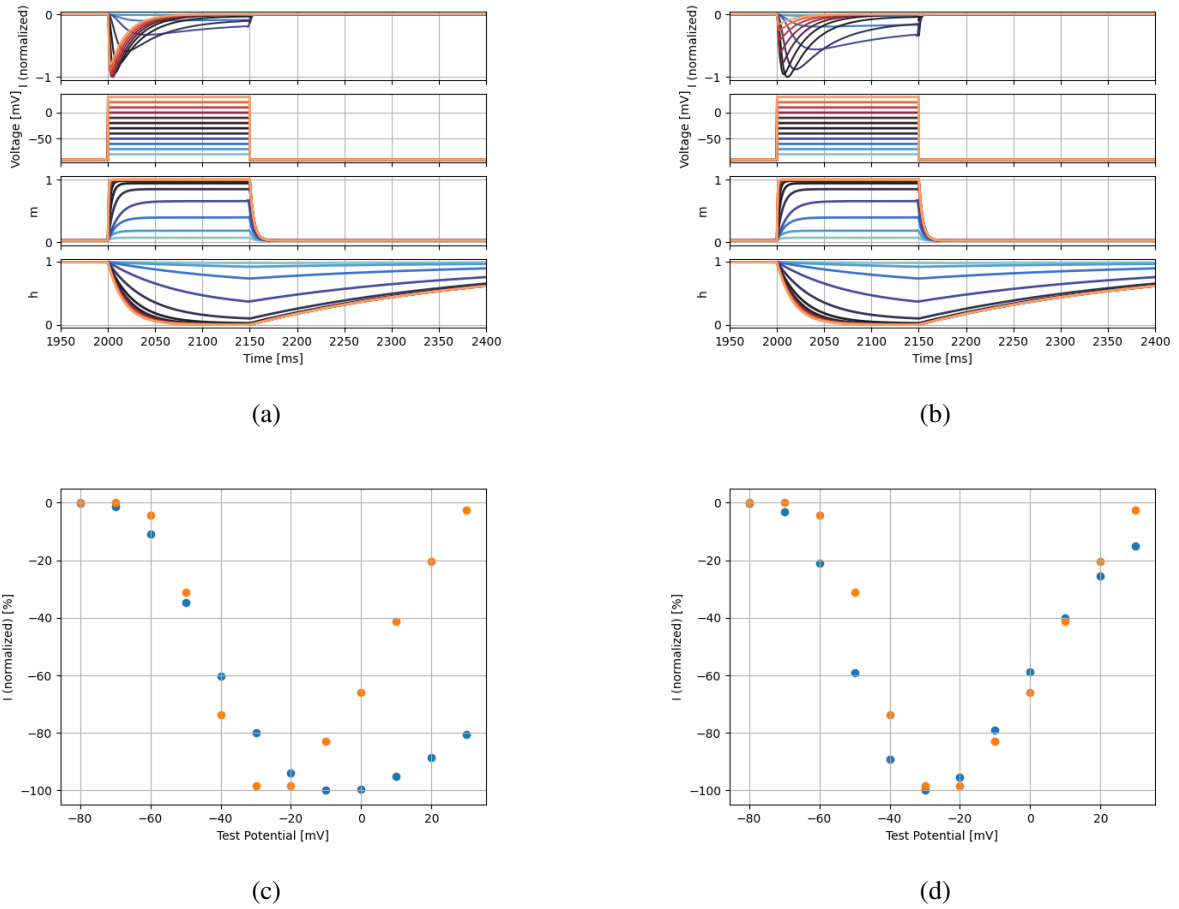 I (normalized)
0
−1
Voltage [mV]
0
−50
m
1
0
h
1
0
1950 2000 2050 2100 2150 2200 2250 2300 2350 2400
Time [ms]
(a)
I (normalized)
0
−1
Voltage [mV]
0
−50
m
1
0
h
1
0
1950 2000 2050 2100 2150 2200 2250 2300 2350 2400
Time [ms]
(b)
I (normalized) [%]
0
−20
−40
−60
−80
−100
−80 −60 −40 −20 0 20
Test Potential [mV]
(c)
I (normalized) [%]
0
−20
−40
−60
−80
−100
−80 −60 −40 −20 0 20
Test Potential [mV]
(d)